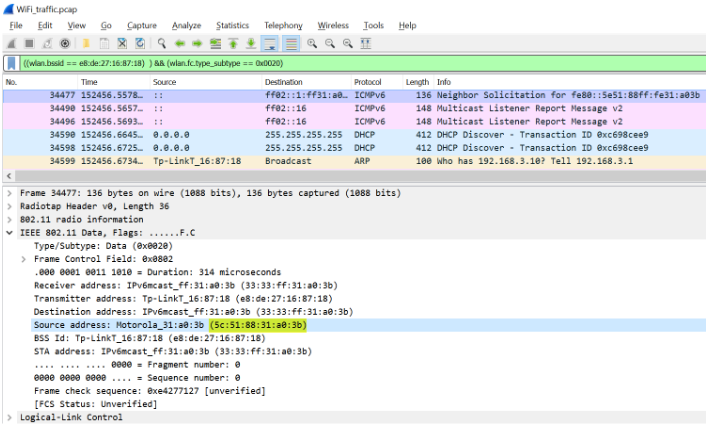 WiFi_traffic.pcap
File Edit View Go Capture Analyze Statistics Telephony Wireless Tools Help
((wlan.bssid == e8:de:27:16:87:18) ) && (wlan.fc.type_subtype == 0x0020)
No. Time Source Destination Protocol Length Info
34477 152456.5578… :: ff02::1:ff31:a0… ICMPv6 136 Neighbor Solicitation for fe80::5e51:88ff:fe31:a03b
34490 152456.5657… :: ff02::16 ICMPv6 148 Multicast Listener Report Message v2
34496 152456.5693… :: ff02::16 ICMPv6 148 Multicast Listener Report Message v2
34590 152456.6645… 0.0.0.0 255.255.255.255 DHCP 412 DHCP Discover - Transaction ID 0xc698cee9
34598 152456.6725… 0.0.0.0 255.255.255.255 DHCP 412 DHCP Discover - Transaction ID 0xc698cee9
34599 152456.6734… Tp-LinkT_16:87:18 Broadcast ARP 100 Who has 192.168.3.10? Tell 192.168.3.1
Frame 34477: 136 bytes on wire (1088 bits), 136 bytes captured (1088 bits)
Radiotap Header v0, Length 36
802.11 radio information
IEEE 802.11 Data, Flags: ......F.C
Type/Subtype: Data (0x0020)
Frame Control Field: 0x0802
.000 0001 0011 1010 = Duration: 314 microseconds
Receiver address: IPv6mcast_ff:31:a0:3b (33:33:ff:31:a0:3b)
Transmitter address: Tp-LinkT_16:87:18 (e8:de:27:16:87:18)
Destination address: IPv6mcast_ff:31:a0:3b (33:33:ff:31:a0:3b)
Source address: Motorola_31:a0:3b (5c:51:88:31:a0:3b)
BSS Id: Tp-LinkT_16:87:18 (e8:de:27:16:87:18)
STA address: IPv6mcast_ff:31:a0:3b (33:33:ff:31:a0:3b)
.... .... .... 0000 = Fragment number: 0
0000 0000 0000 .... = Sequence number: 0
Frame check sequence: 0xe4277127 [unverified]
[FCS Status: Unverified]
Logical-Link Control